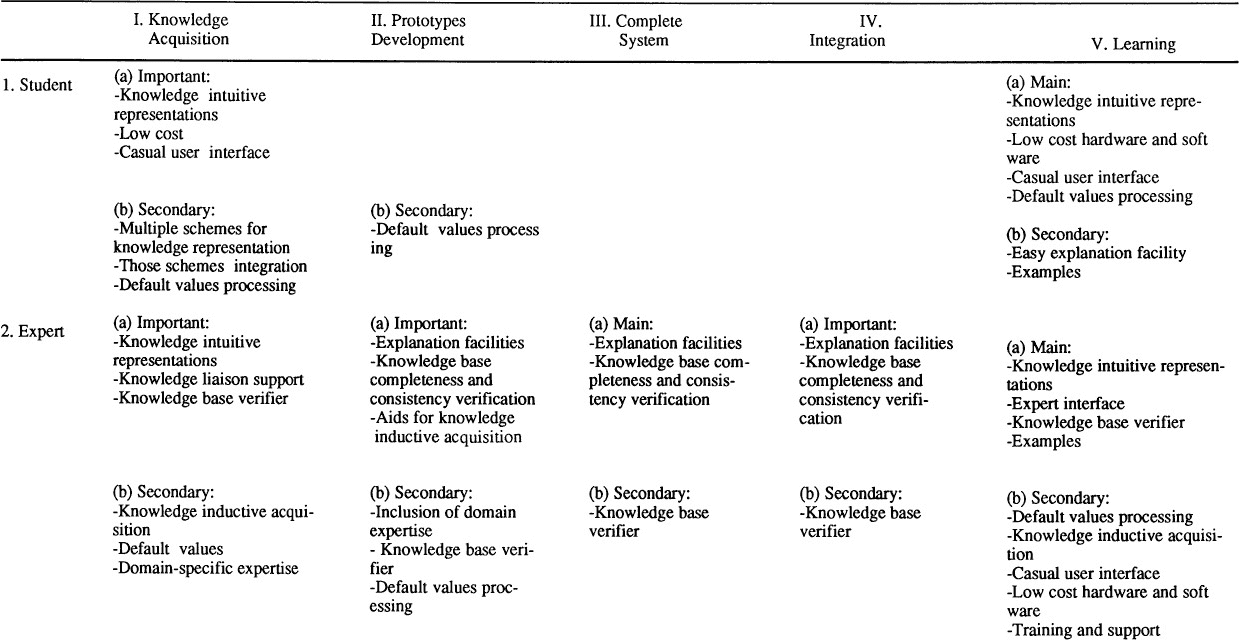 I. Knowledge
Acquisition
II. Prototypes
Development
III. Complete
System
IV.
Integration
V. Learning
1. Student
(a) Important:
-Knowledge intuitive
representations
-Low cost
-Casual user interface
(b) Secondary:
-Multiple schemes for
knowledge representation
-Those schemes integration
-Default values processing
(b) Secondary:
-Default values process
ing
(a) Main:
-Knowledge intuitive repre-
sentations
-Low cost hardware and soft
ware
-Casual user interface
-Default values processing
(b) Secondary:
-Easy explanation facility
-Examples
2. Expert
(a) Important:
-Knowledge intuitive
representations
-Knowledge liaison support
-Knowledge base verifier
(b) Secondary:
-Knowledge inductive acqui-
sition
-Default values
-Domain-specific expertise
(a) Important:
-Explanation facilities
-Knowledge base
completeness and
consistency verification
-Aids for knowledge
inductive acquisition
(b) Secondary:
-Inclusion of domain
expertise
- Knowledge base veri-
fier
-Default values proc-
essing
(a) Main:
-Explanation facilities
-Knowledge base com-
pleteness and consis-
tency verification
(b) Secondary:
-Knowledge base
verifier
(a) Important:
-Explanation facilities
-Knowledge base
completeness and
consistency verifi-
cation
(b) Secondary:
-Knowledge base
verifier
(a) Main:
-Knowledge intuitive represen-
tations
-Expert interface
-Knowledge base verifier
-Examples
(b) Secondary:
-Default values processing
-Knowledge inductive acquisi-
tion
-Casual user interface
-Low cost hardware and soft
ware
-Training and support